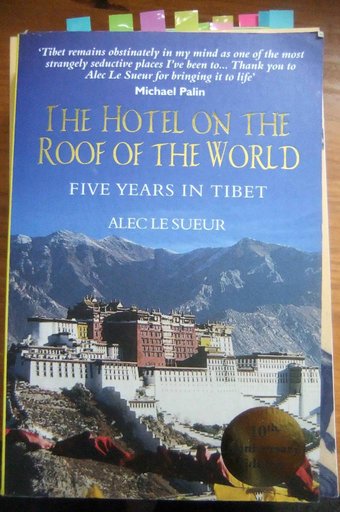 ‘Tibet remains obstinately in my mind as one of the most
strangely seductive places I've been to... Thank you to
Alec Le Sueur for bringing it to life’
Michael Palin
THE HOTEL ON THE
ROOF OF THE WORLD
FIVE YEARS IN TIBET
ALEC LE SUEUR
10th
Anniversary